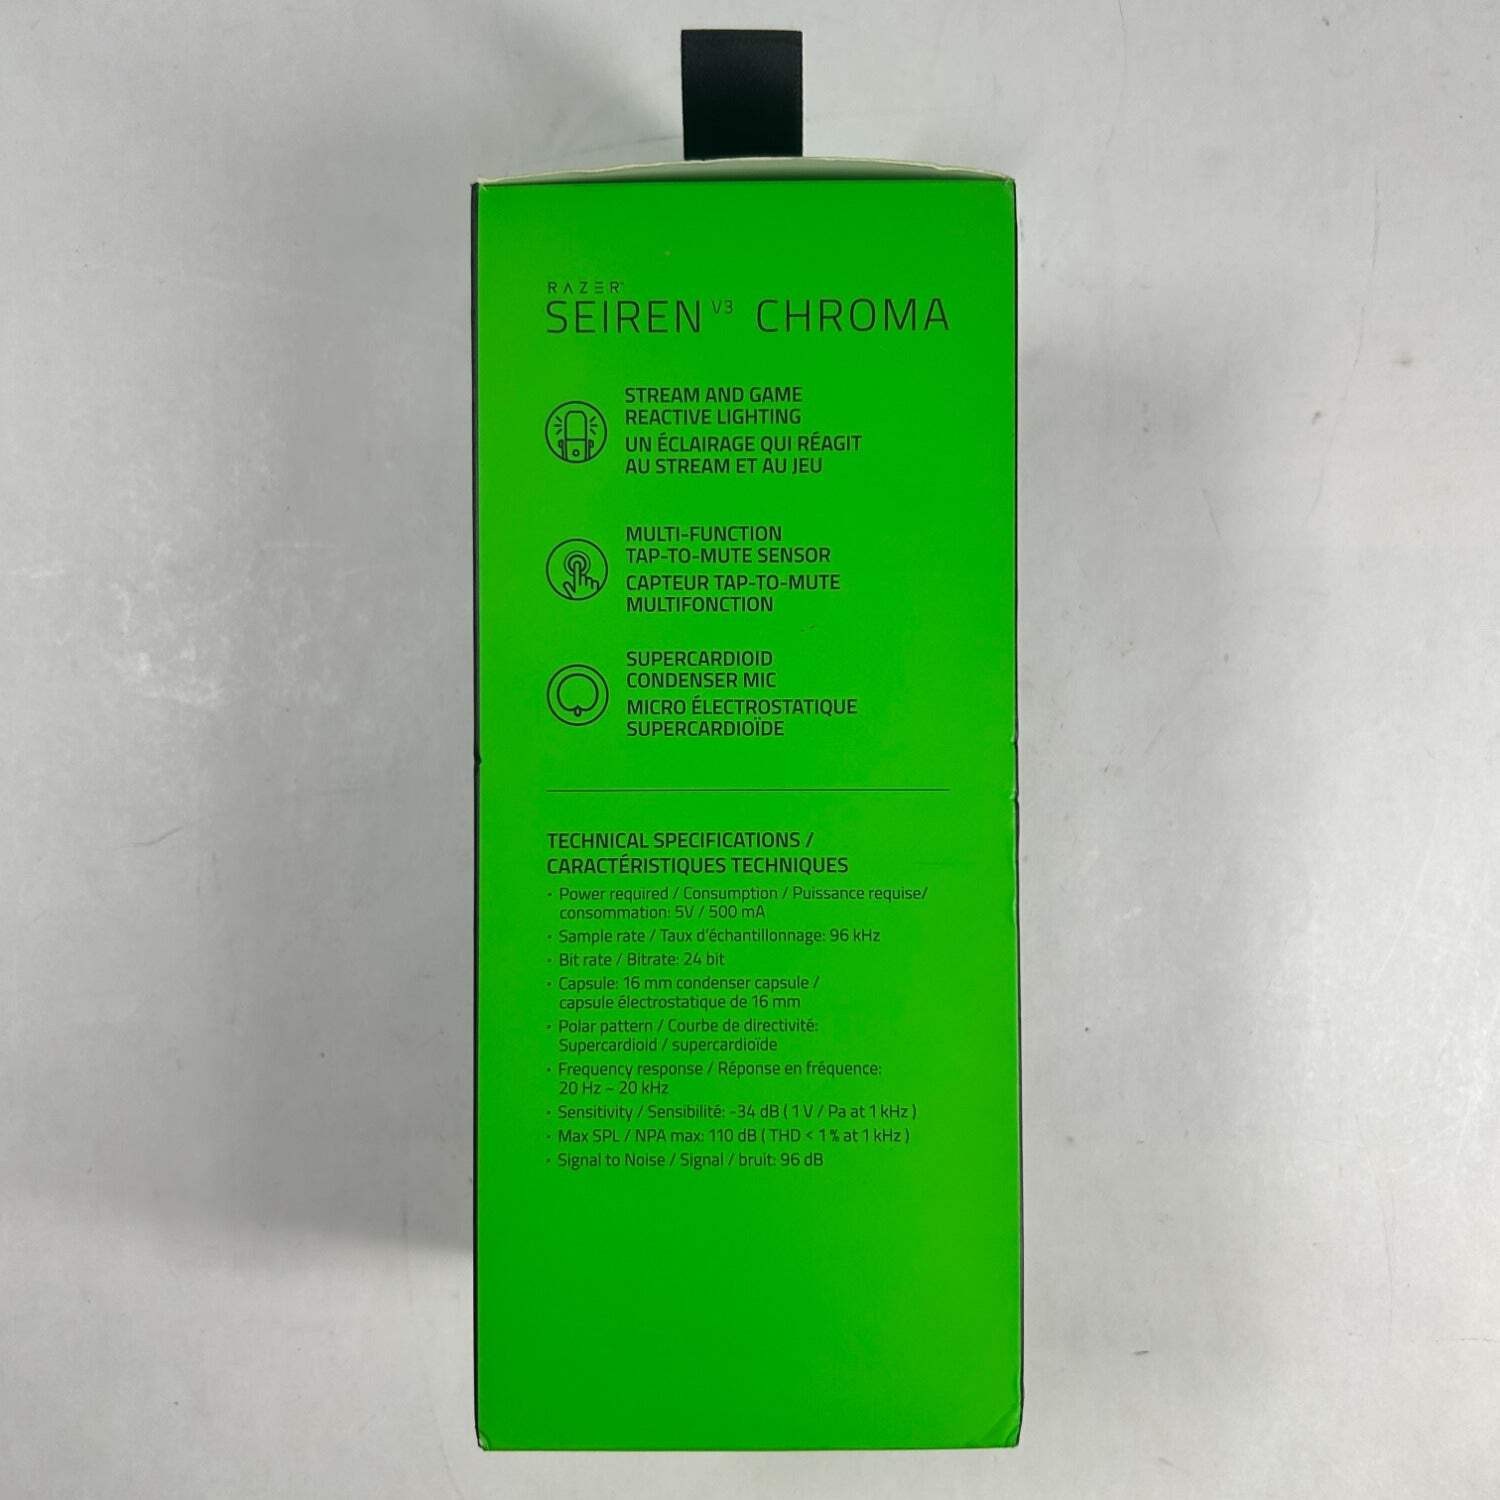 RAZER™
SEIREN V3 CHROMA
STREAM AND GAME
REACTIVE LIGHTING
UN ÉCLAIRAGE QUI RÉAGIT
AU STREAM ET AU JEU
MULTI-FUNCTION
TAP-TO-MUTE SENSOR
CAPTEUR TAP-TO-MUTE
MULTIFONCTION
SUPERCARDIOID
CONDENSER MIC
MICRO ÉLECTROSTATIQUE
SUPERCARDIOÏDE
TECHNICAL SPECIFICATIONS /
CARACTÉRISTIQUES TECHNIQUES
• Power required / Consumption / Puissance requise/
consommation: 5V / 500 mA
• Sample rate / Taux d'échantillonnage: 96 kHz
• Bit rate / Bitrate: 24 bit
• Capsule: 16 mm condenser capsule /
capsule électrostatique de 16 mm
• Polar pattern / Courbe de directivité:
Supercardioid / supercardioïde
• Frequency response / Réponse en fréquence:
20 Hz ~ 20 kHz
• Sensitivity / Sensibilité: -34 dB ( 1 V / Pa at 1 kHz )
• Max SPL / NPA max: 110 dB ( THD < 1 % at 1 kHz )
• Signal to Noise / Signal / bruit: 96 dB